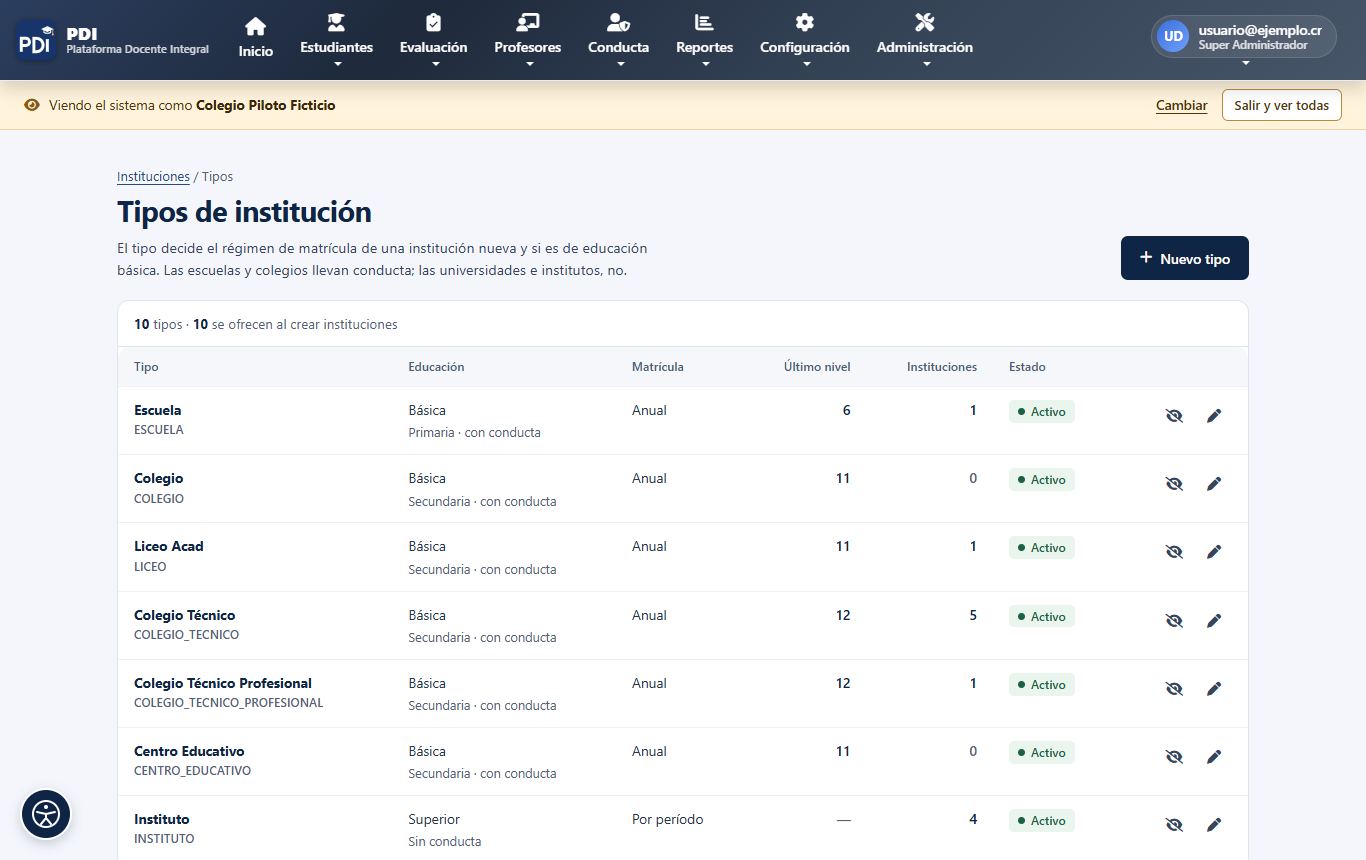 PDI
PDI
Plataforma Docente Integral
Inicio
Estudiantes
Evaluación
Profesores
Conducta
Reportes
Configuración
Administración
UD
usuario@ejemplo.cr
Super Administrador
Viendo el sistema como Colegio Piloto Ficticio
Cambiar
Salir y ver todas
Instituciones / Tipos
Tipos de institución
El tipo decide el régimen de matrícula de una institución nueva y si es de educación
básica. Las escuelas y colegios llevan conducta; las universidades e institutos, no.
+ Nuevo tipo
10 tipos · 10 se ofrecen al crear instituciones
Tipo Educación Matrícula Último nivel Instituciones Estado
Escuela Básica Anual 6 1 Activo
ESCUELA Primaria · con conducta
Colegio Básica Anual 11 0 Activo
COLEGIO Secundaria · con conducta
Liceo Acad Básica Anual 11 1 Activo
LICEO Secundaria · con conducta
Colegio Técnico Básica Anual 12 5 Activo
COLEGIO_TECNICO Secundaria · con conducta
Colegio Técnico Profesional Básica Anual 12 1 Activo
COLEGIO_TECNICO_PROFESIONAL Secundaria · con conducta
Centro Educativo Básica Anual 11 0 Activo
CENTRO_EDUCATIVO Secundaria · con conducta
Instituto Superior Por período — 4 Activo
INSTITUTO Sin conducta